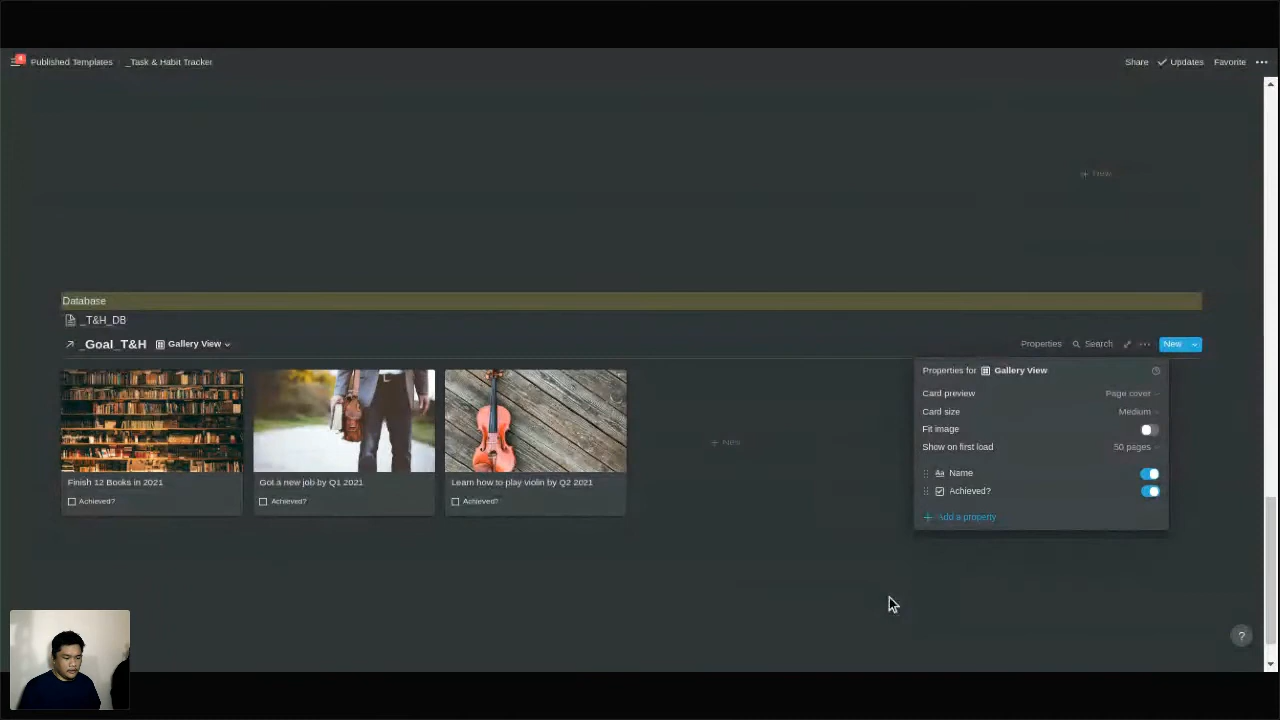 Published Templates / _Task & Habit Tracker
Share Updates Favorite
+ New
Database
_T&H_DB
_Goal_T&H Gallery View
Properties Search New
Properties for Gallery View
Card preview Page cover
Card size Medium
Fit image
Show on first load 50 pages
Aa Name
Achieved?
+ Add a property
Finish 12 Books in 2021
Achieved?
Got a new job by Q1 2021
Achieved?
Learn how to play violin by Q2 2021
Achieved?
+ New
?